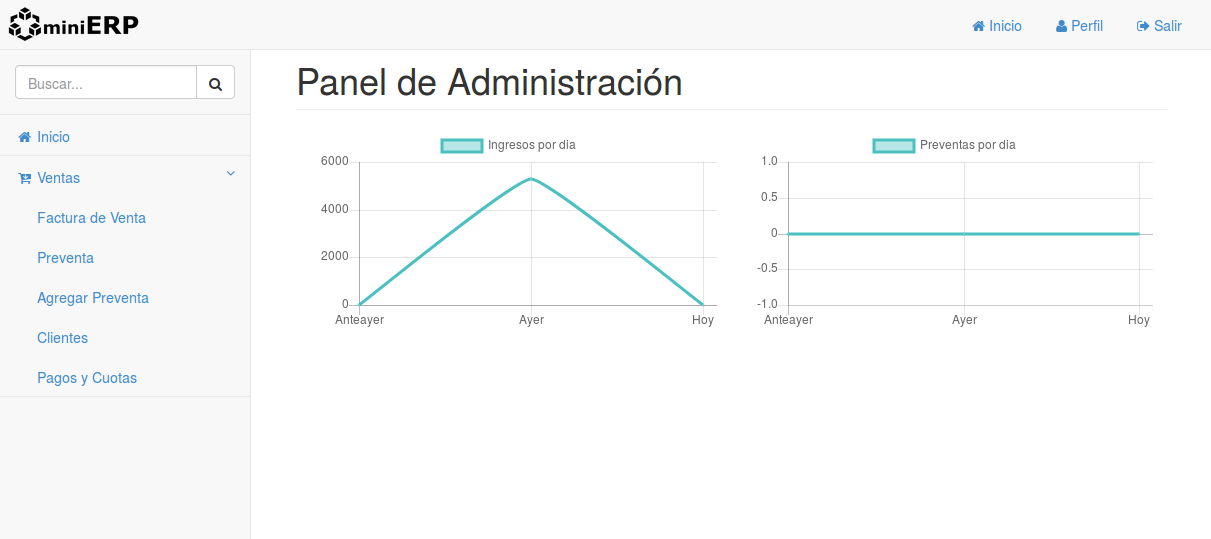 miniERP
Inicio
Perfil
Salir
Buscar...
Inicio
Ventas
Factura de Venta
Preventa
Agregar Preventa
Clientes
Pagos y Cuotas
Panel de Administración
Ingresos por dia
6000
4000
2000
0
Anteayer Ayer Hoy
Preventas por dia
1.0
0.5
0
-0.5
-1.0
Anteayer Ayer Hoy